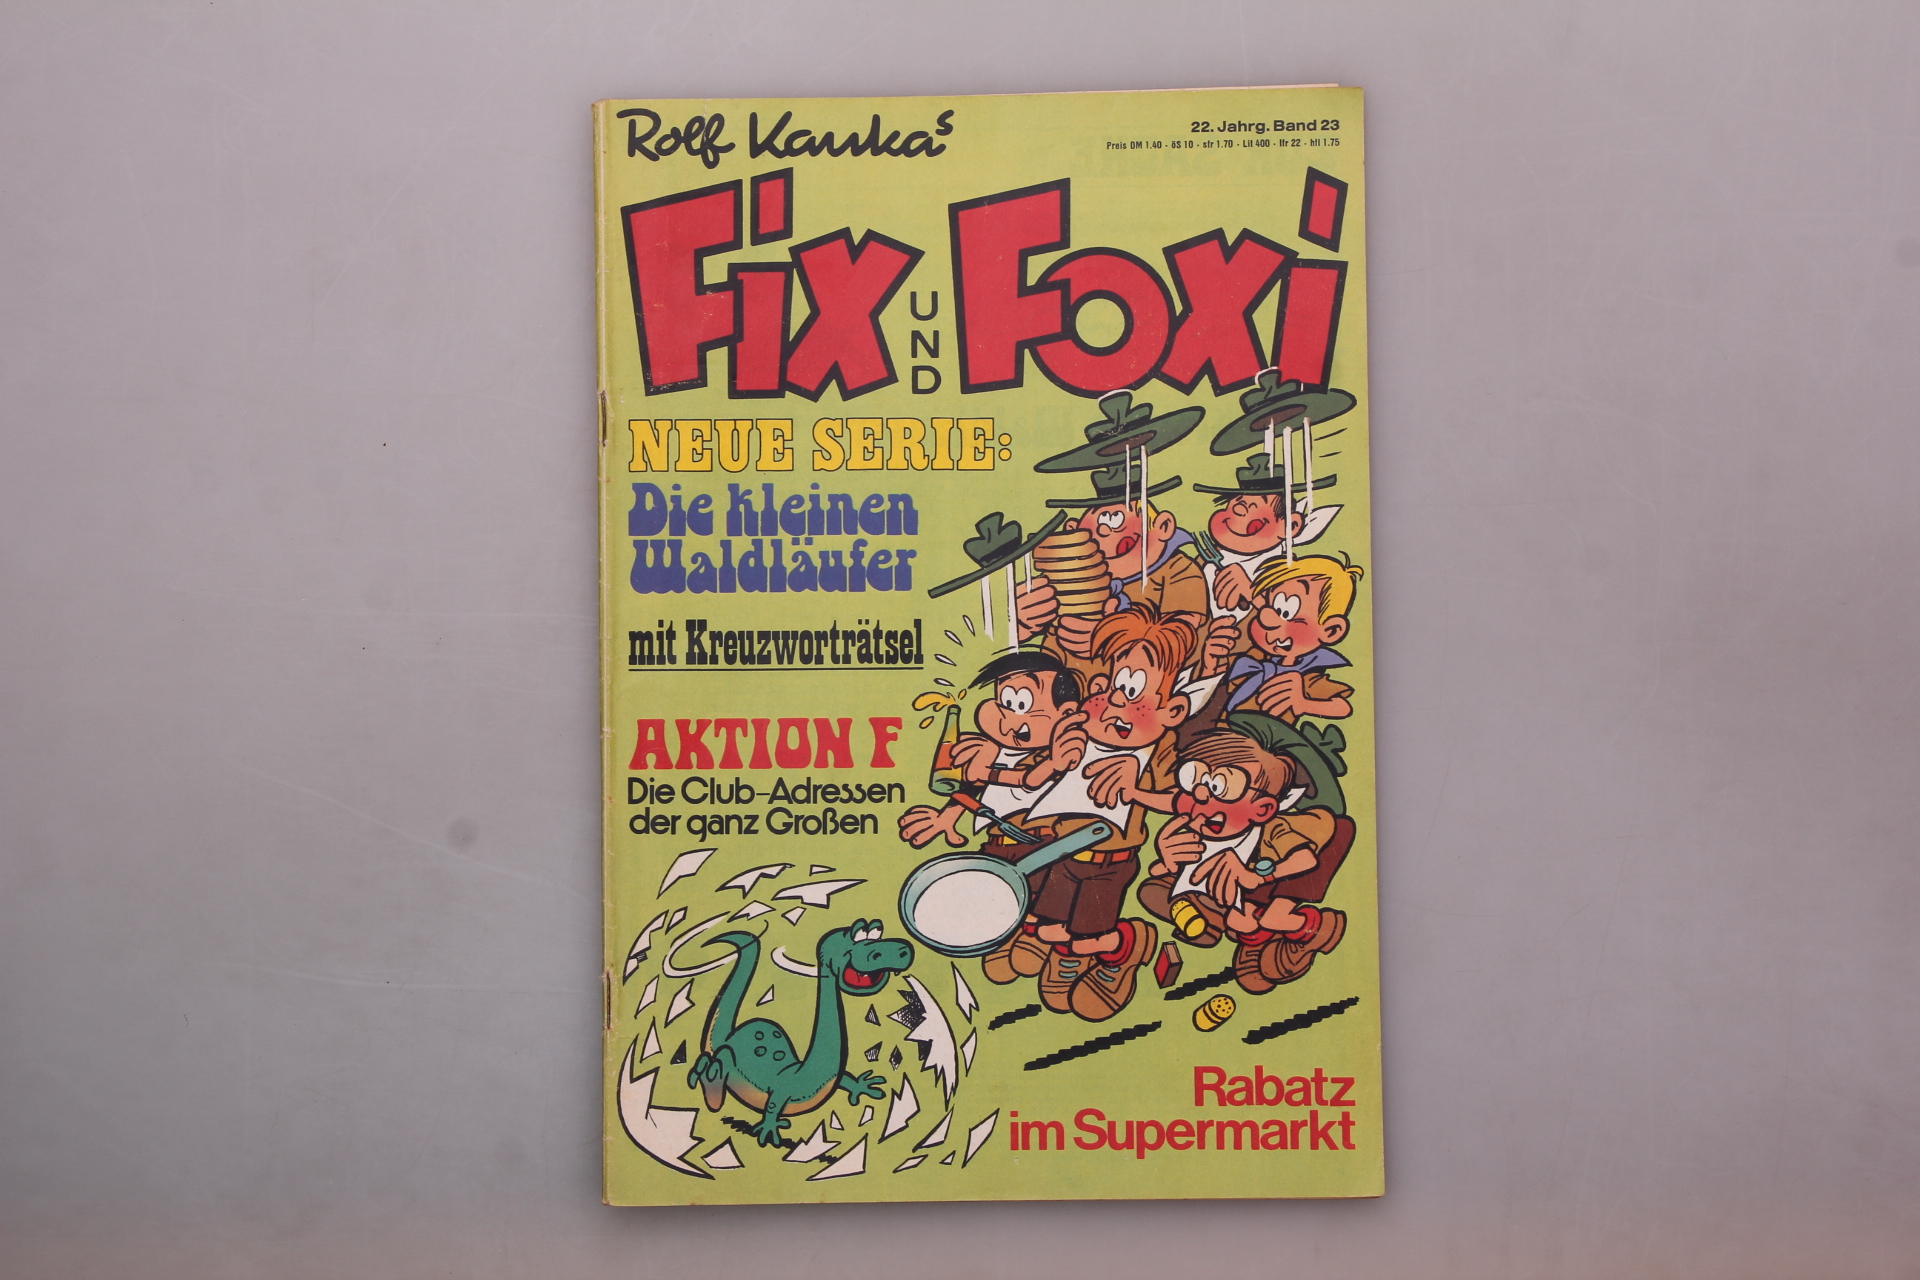 Rolf Kaukas
22. Jahrg. Band 23
Preis DM 1.40 - öS 10 - sfr 1.70 - Lit 400 - lfr 22 - hfl 1.75
Fix UND Foxi
NEUE SERIE:
Die kleinen
Waldläufer
mit Kreuzworträtsel
AKTION F
Die Club-Adressen
der ganz Großen
Rabatz
im Supermarkt